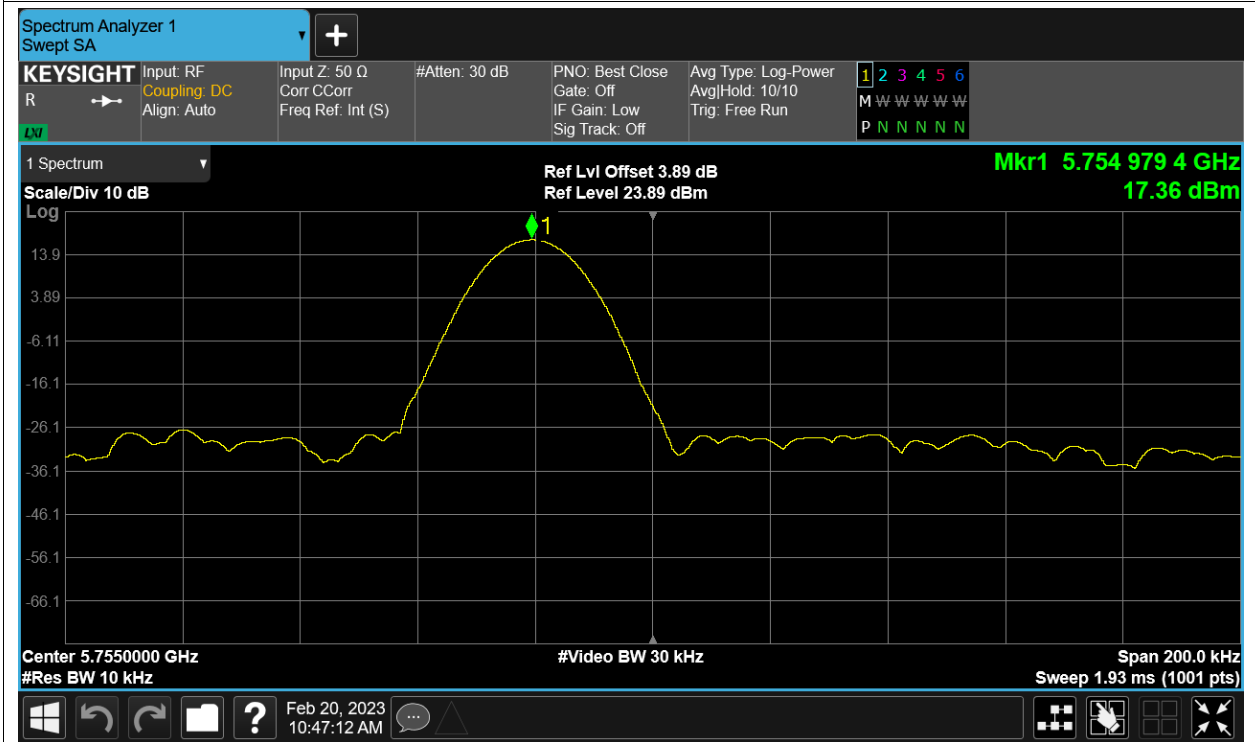 Spectrum Analyzer 1
Swept SA
+
KEYSIGHT
R
LXI
Input: RF
Coupling: DC
Align: Auto
Input Z: 50 Ω
Corr CCorr
Freq Ref: Int (S)
#Atten: 30 dB
PNO: Best Close
Gate: Off
IF Gain: Low
Sig Track: Off
Avg Type: Log-Power
Avg|Hold: 10/10
Trig: Free Run
1 2 3 4 5 6
M W W W W W
P N N N N N
1 Spectrum
Scale/Div 10 dB
Ref Lvl Offset 3.89 dB
Ref Level 23.89 dBm
Mkr1 5.754 979 4 GHz
17.36 dBm
Log
1
13.9
3.89
-6.11
-16.1
-26.1
-36.1
-46.1
-56.1
-66.1
Center 5.7550000 GHz
#Res BW 10 kHz
#Video BW 30 kHz
Span 200.0 kHz
Sweep 1.93 ms (1001 pts)
?
Feb 20, 2023
10:47:12 AM